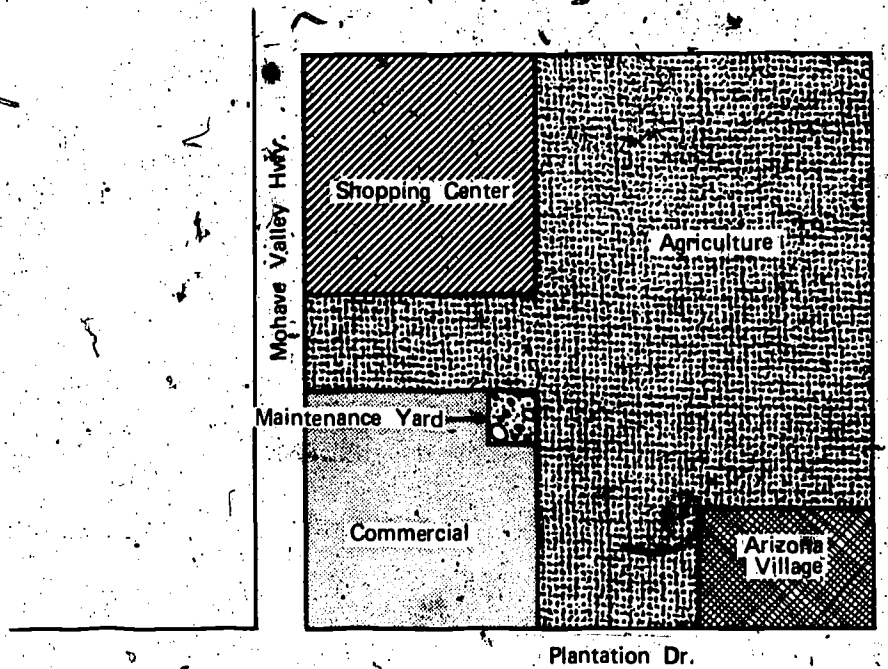 Mohave Valley Hwy.
Shopping Center
Agriculture
Maintenance Yard
Commercial
Arizona
Village
Plantation Dr.